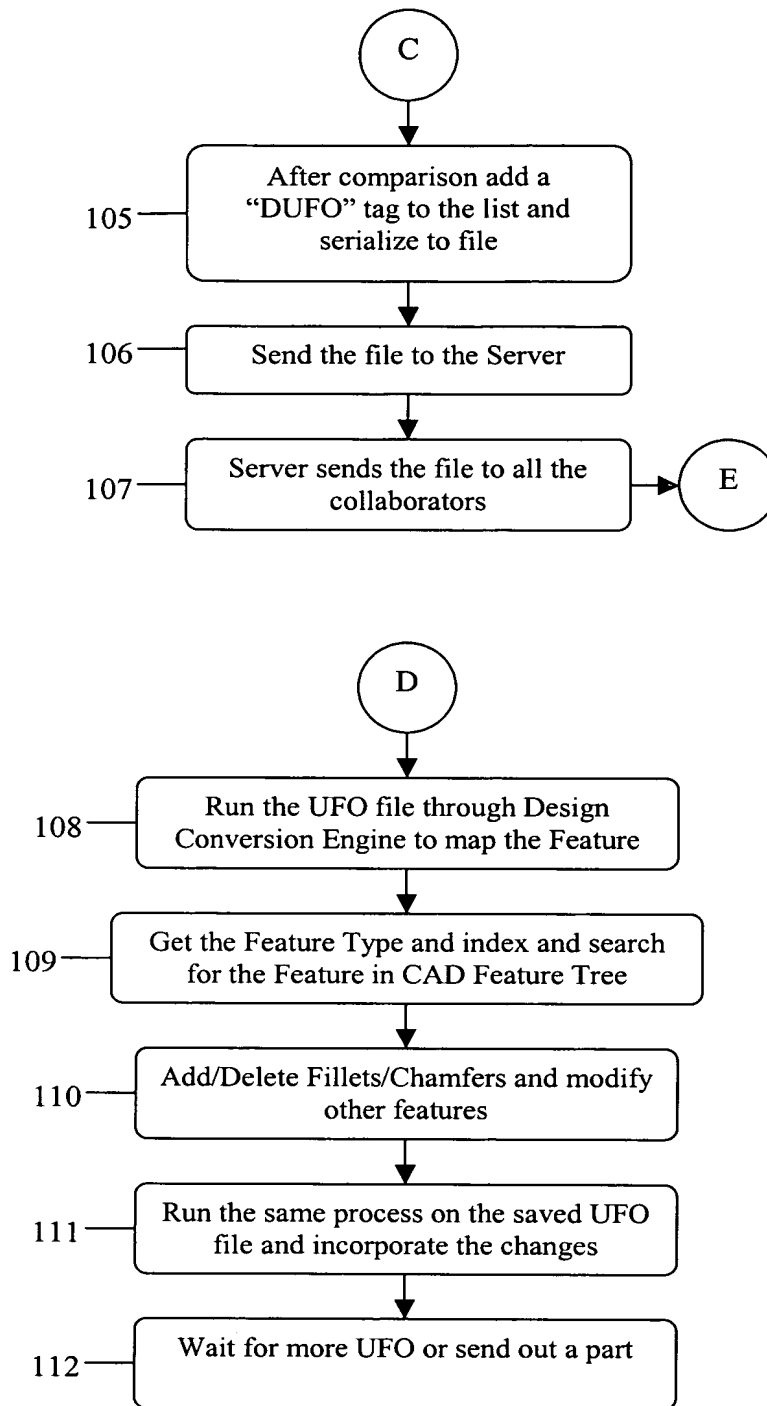 C
105
After comparison add a
“DUFO” tag to the list and
serialize to file
106
Send the file to the Server
107
Server sends the file to all the
collaborators
E
D
108
Run the UFO file through Design
Conversion Engine to map the Feature
109
Get the Feature Type and index and search
for the Feature in CAD Feature Tree
110
Add/Delete Fillets/Chamfers and modify
other features
111
Run the same process on the saved UFO
file and incorporate the changes
112
Wait for more UFO or send out a part